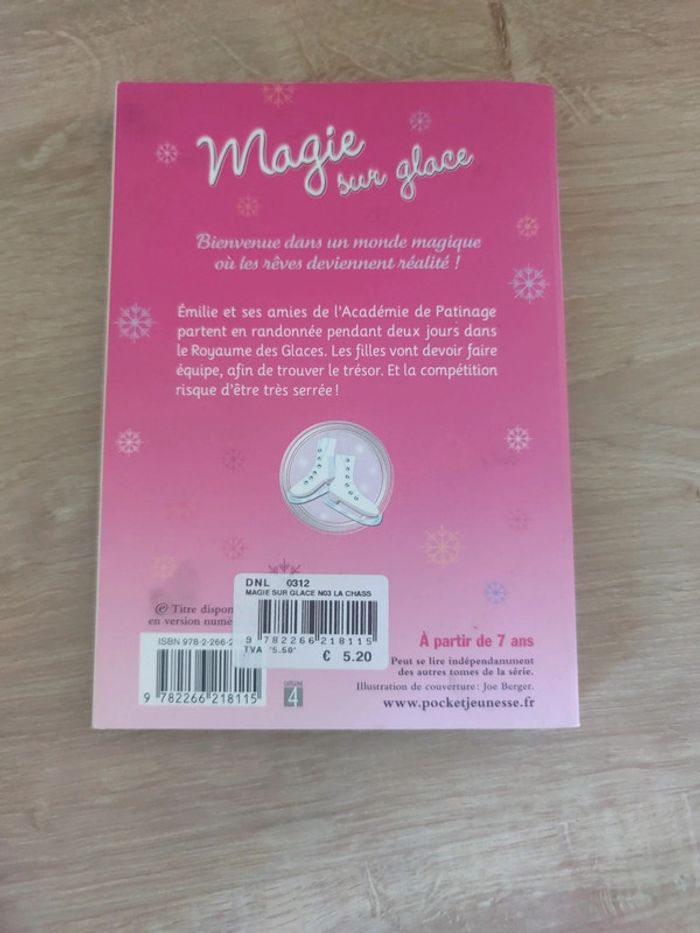 Magie
sur glace
Bienvenue dans un monde magique
où les rêves deviennent réalité !
Émilie et ses amies de l'Académie de Patinage
partent en randonnée pendant deux jours dans
le Royaume des Glaces. Les filles vont devoir faire
équipe, afin de trouver le trésor. Et la compétition
risque d'être très serrée !
DNL 0312
MAGIE SUR GLACE N03 LA CHASS
9 782266 218115
TVA "5.50"
€ 5.20
Titre dispon
en version numé
ISBN 978-2-266-2
9 782266 218115
CATÉGORIE
4
À partir de 7 ans
Peut se lire indépendamment
des autres tomes de la série.
Illustration de couverture : Joe Berger.
www.pocketjeunesse.fr